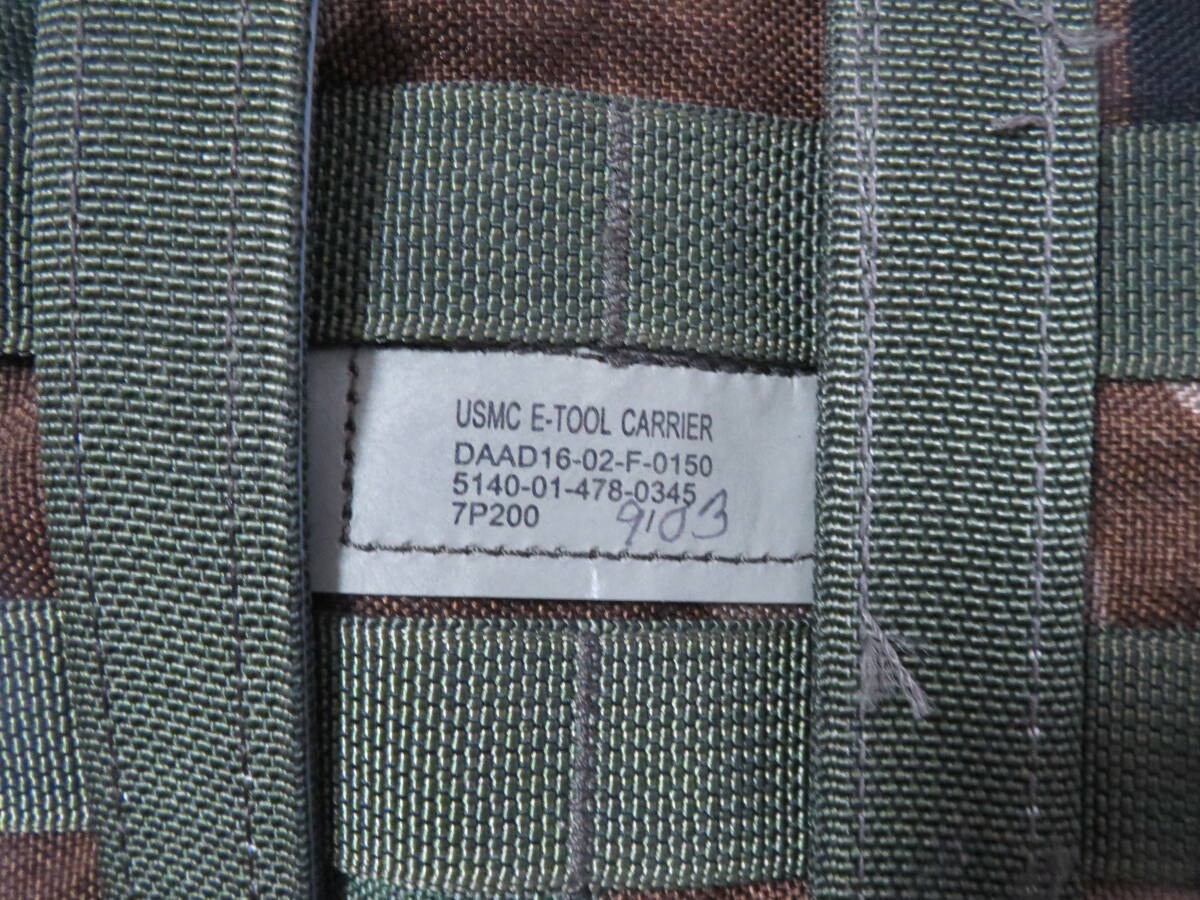 USMC E-TOOL CARRIER
DAAD16-02-F-0150
5140-01-478-0345
7P200 9103